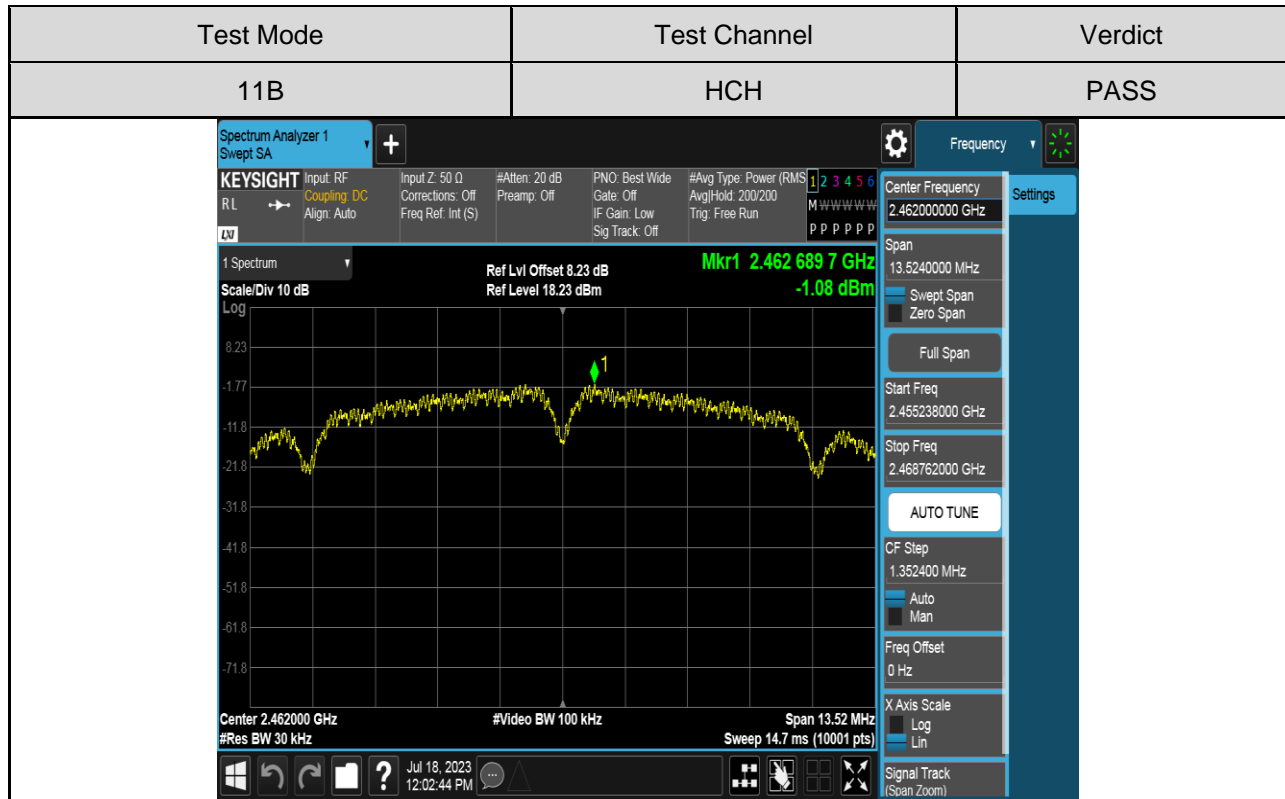 Test Mode Test Channel Verdict
11B HCH PASS
Spectrum Analyzer 1
Swept SA
+
Frequency
KEYSIGHT
RL
LXI
Input: RF
Coupling: DC
Align: Auto
Input Z: 50 Ω
Corrections: Off
Freq Ref: Int (S)
#Atten: 20 dB
Preamp: Off
PNO: Best Wide
Gate: Off
IF Gain: Low
Sig Track: Off
#Avg Type: Power (RMS
Avg|Hold: 200/200
Trig: Free Run
1 2 3 4 5 6
M W W W W W
P P P P P P
1 Spectrum
Scale/Div 10 dB
Ref Lvl Offset 8.23 dB
Ref Level 18.23 dBm
Mkr1 2.462 689 7 GHz
-1.08 dBm
Log
8.23
-1.77
-11.8
-21.8
-31.8
-41.8
-51.8
-61.8
-71.8
1
Center 2.462000 GHz
#Res BW 30 kHz
#Video BW 100 kHz
Span 13.52 MHz
Sweep 14.7 ms (10001 pts)
Center Frequency
2.462000000 GHz
Settings
Span
13.5240000 MHz
Swept Span
Zero Span
Full Span
Start Freq
2.455238000 GHz
Stop Freq
2.468762000 GHz
AUTO TUNE
CF Step
1.352400 MHz
Auto
Man
Freq Offset
0 Hz
X Axis Scale
Log
Lin
Signal Track
(Span Zoom)
?
Jul 18, 2023
12:02:44 PM